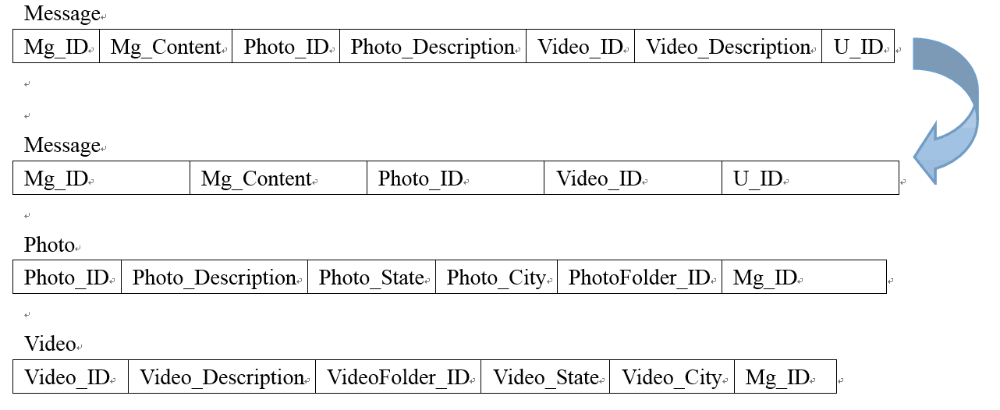 Message
Mg_ID Mg_Content Photo_ID Photo_Description Video_ID Video_Description U_ID
Message
Mg_ID Mg_Content Photo_ID Video_ID U_ID
Photo
Photo_ID Photo_Description Photo_State Photo_City PhotoFolder_ID Mg_ID
Video
Video_ID Video_Description VideoFolder_ID Video_State Video_City Mg_ID